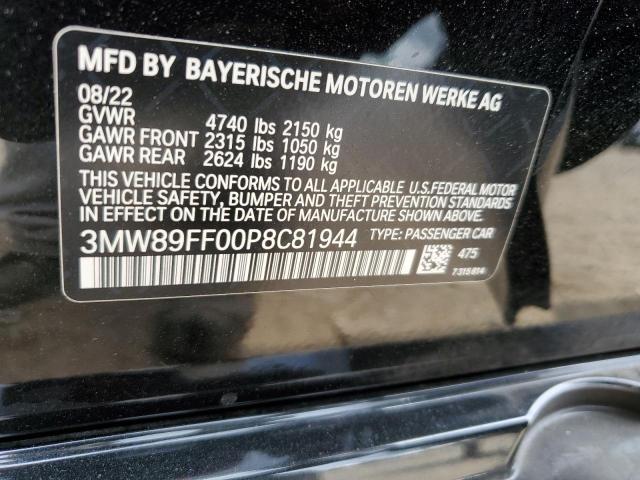 MFD BY BAYERISCHE MOTOREN WERKE AG
08/22
GVWR 4740 lbs 2150 kg
GAWR FRONT 2315 lbs 1050 kg
GAWR REAR 2624 lbs 1190 kg
THIS VEHICLE CONFORMS TO ALL APPLICABLE U.S.FEDERAL MOTOR
VEHICLE SAFETY, BUMPER AND THEFT PREVENTION STANDARDS
IN EFFECT ON THE DATE OF MANUFACTURE SHOWN ABOVE.
3MW89FF00P8C81944 TYPE: PASSENGER CAR
475
7315814